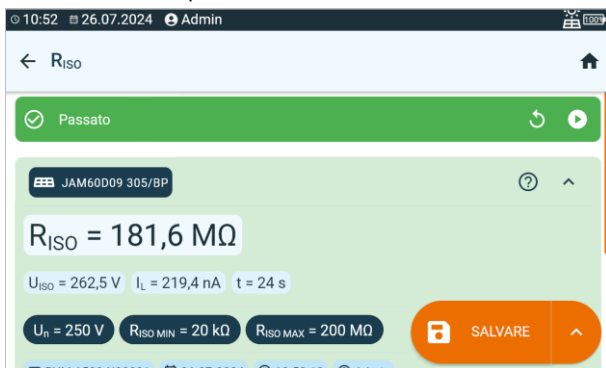 10:52 26.07.2024 Admin 100%
RISO
Passato
JAM60D09 305/BP
RISO = 181,6 MΩ
UISO = 262,5 V IL = 219,4 nA t = 24 s
Un = 250 V RISO MIN = 20 kΩ RISO MAX = 200 MΩ
SALVARE